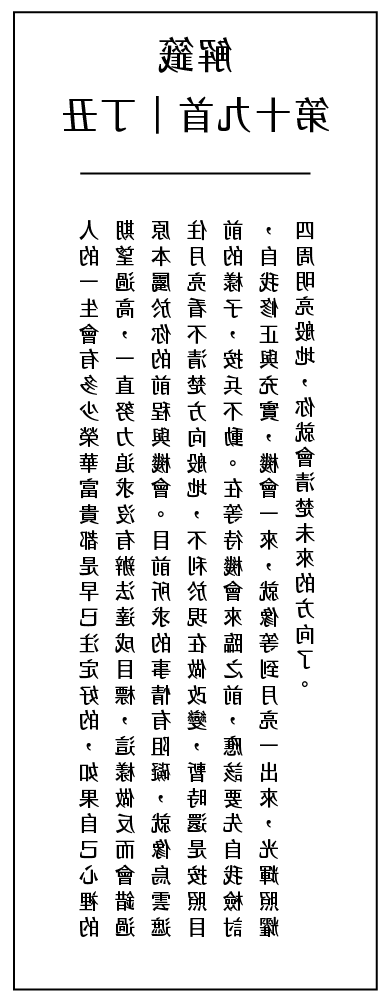 解籤
第十九首｜丁丑
人的一生會有多少榮華富貴都是早已注定好的，如果自己心裡的
期望過高，一直努力追求沒有辦法達成目標，這樣做反而會錯過
原本屬於你的前程與機會。目前所求的事情有阻礙，就像烏雲遮
住月亮看不清楚方向般地，不利於現在做改變，暫時還是按照目
前的樣子，按兵不動。在等待機會來臨之前，應該要先自我檢討
，自我修正與充實，機會一來，就像等到月亮一出來，光輝照耀
四周明亮般地，你就會清楚未來的方向了。